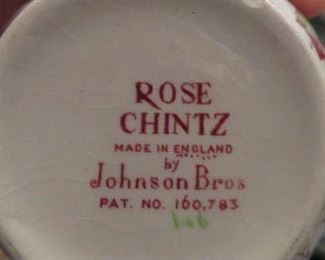 ROSE
CHINTZ
MADE IN ENGLAND
by
Johnson Bros
PAT. NO. 160,783